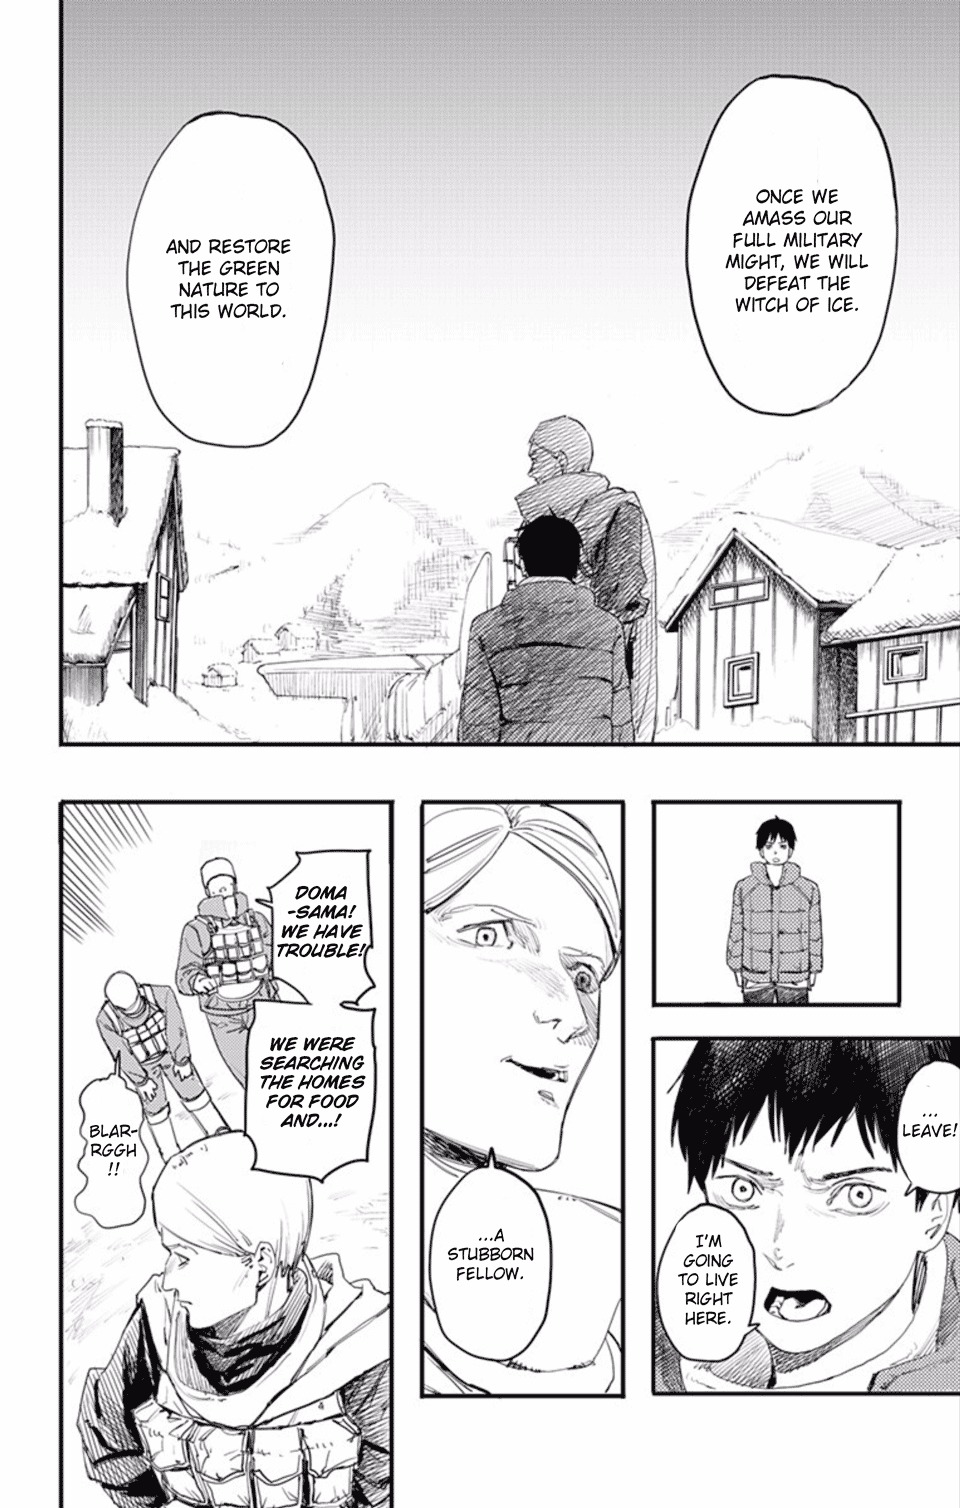 ONCE WE
AMASS OUR
FULL MILITARY
MIGHT, WE WILL
DEFEAT THE
WITCH OF ICE.
AND RESTORE
THE GREEN
NATURE TO
THIS WORLD.
...
LEAVE!
I'M
GOING
TO LIVE
RIGHT
HERE.
...A
STUBBORN
FELLOW.
DOMA
-SAMA!
WE HAVE
TROUBLE!
WE WERE
SEARCHING
THE HOMES
FOR FOOD
AND...!
BLAR-
RGGH
!!